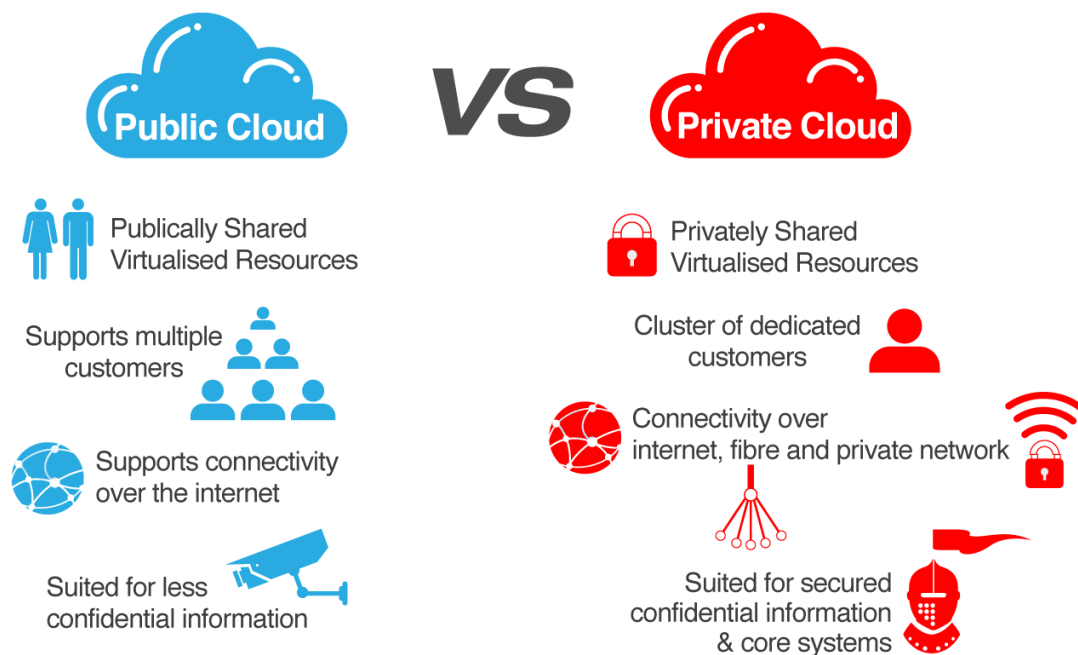 Public Cloud
VS
Private Cloud
Publically Shared
Virtualised Resources
Privately Shared
Virtualised Resources
Supports multiple
customers
Cluster of dedicated
customers
Supports connectivity
over the internet
Connectivity over
internet, fibre and private network
Suited for less
confidential information
Suited for secured
confidential information
& core systems